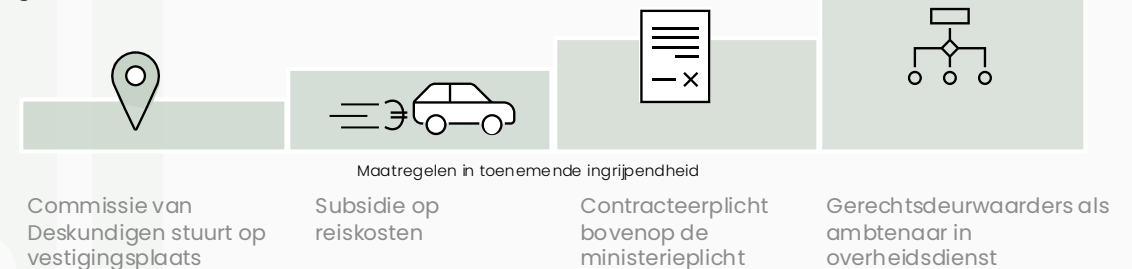 Maatregelen in toenemende ingrijpendheid
Commissie van
Deskundigen stuurt op
vestigingsplaats
Subsidie op
reiskosten
Contracteerplicht
bovenop de
ministerieplicht
Gerechtsdeurwaarders als
ambtenaar in
overheidsdienst